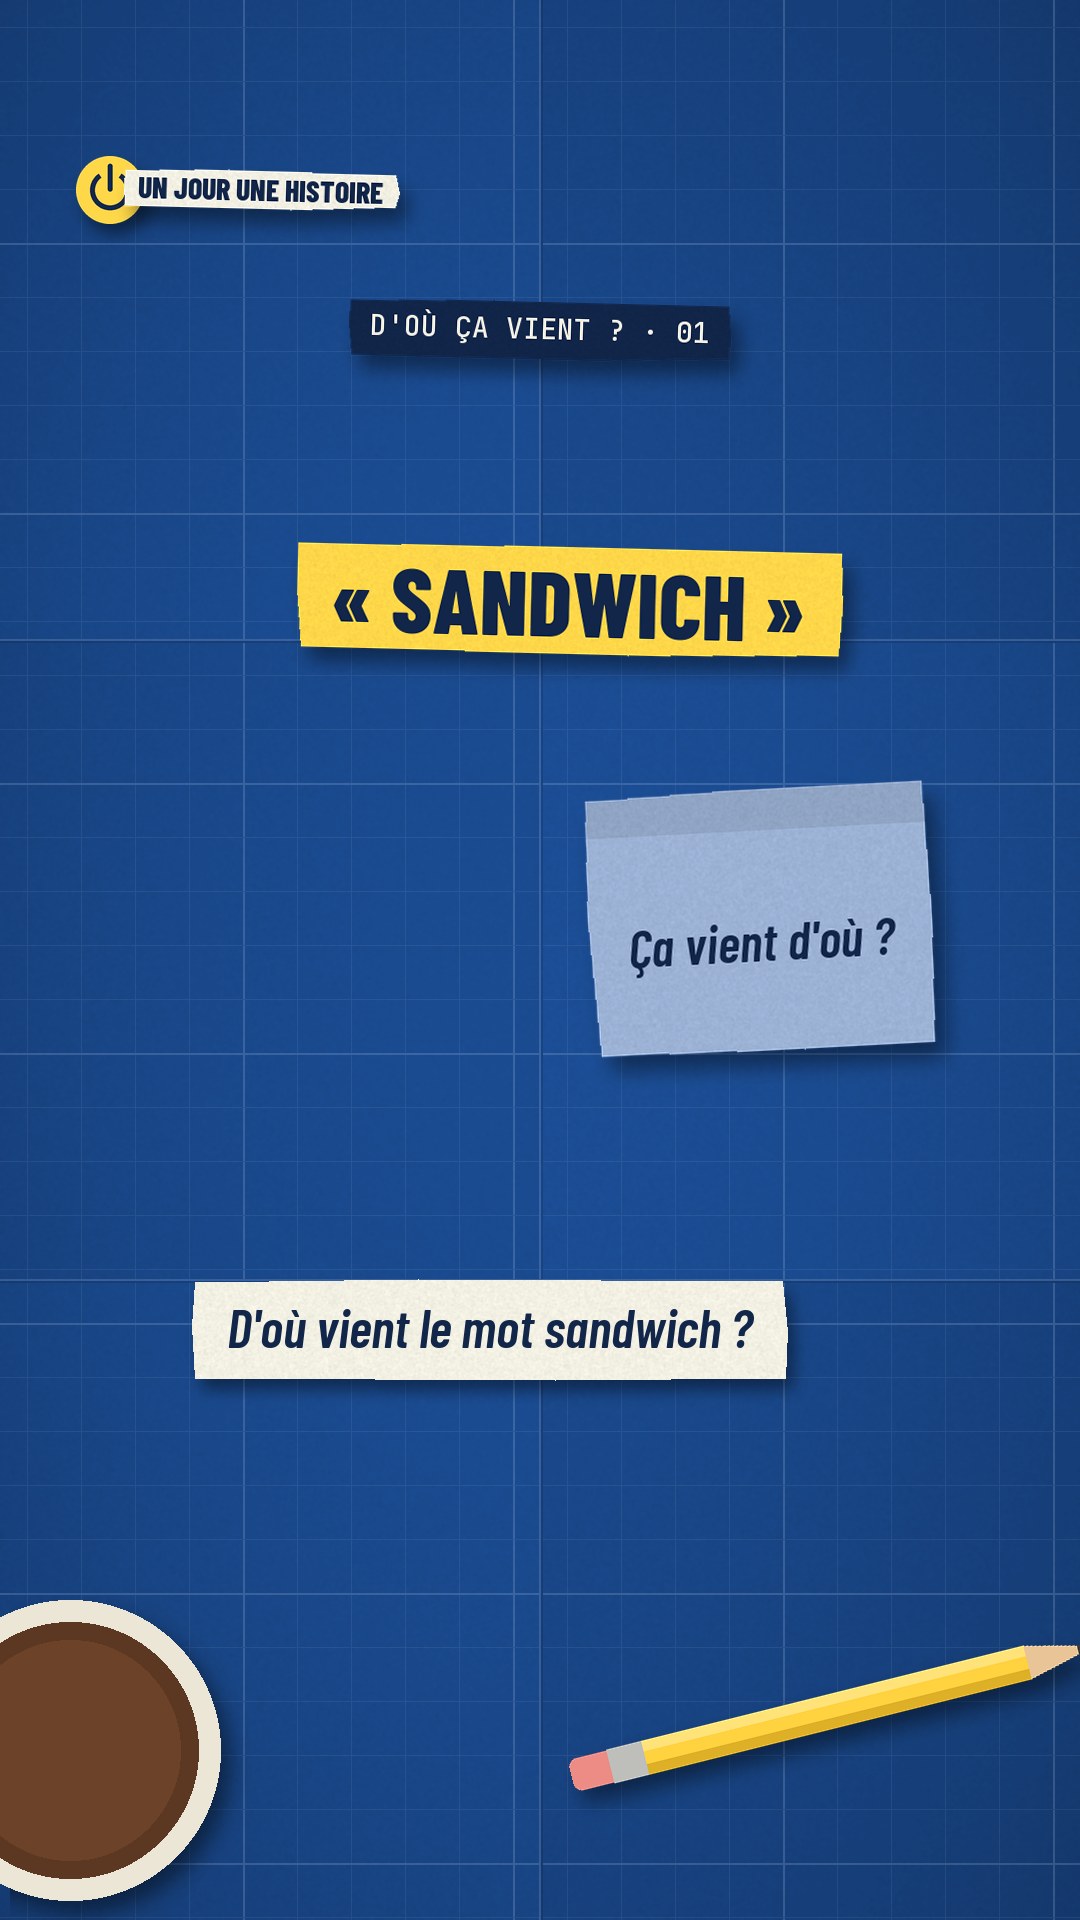 UN JOUR UNE HISTOIRE
D'OÙ ÇA VIENT ? · 01
« SANDWICH »
Ça vient d'où ?
D'où vient le mot sandwich ?